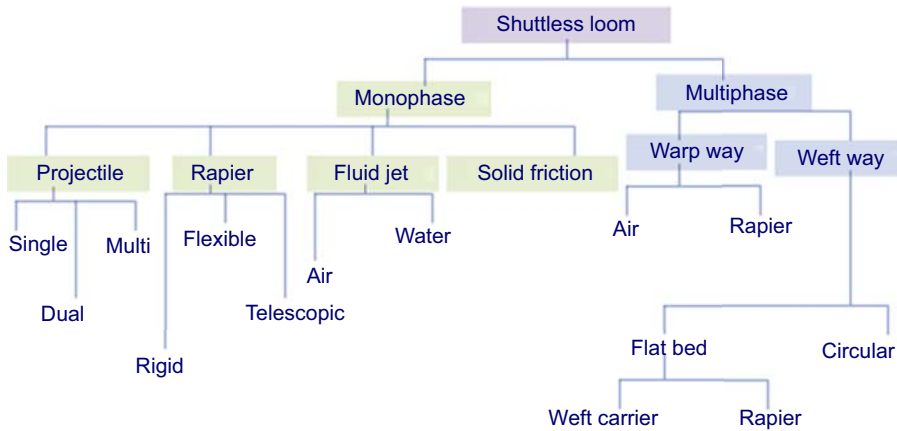 Shuttless loom
Monophase
Multiphase
Warp way
Weft way
Projectile
Rapier
Fluid jet
Solid friction
Single
Multi
Flexible
Water
Air
Rapier
Air
Dual
Telescopic
Rigid
Flat bed
Circular
Weft carrier
Rapier